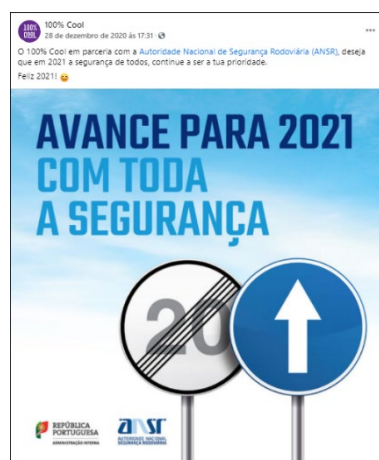 100% COOL
100% Cool
28 de dezembro de 2020 às 17:31 ·
O 100% Cool em parceria com a Autoridade Nacional de Segurança Rodoviária (ANSR), deseja
que em 2021 a segurança de todos, continue a ser a tua prioridade.
Feliz 2021!
AVANCE PARA 2021
COM TODA
A SEGURANÇA
20
REPÚBLICA
PORTUGUESA
ADMINISTRAÇÃO INTERNA
ansr
AUTORIDADE NACIONAL
SEGURANÇA RODOVIÁRIA